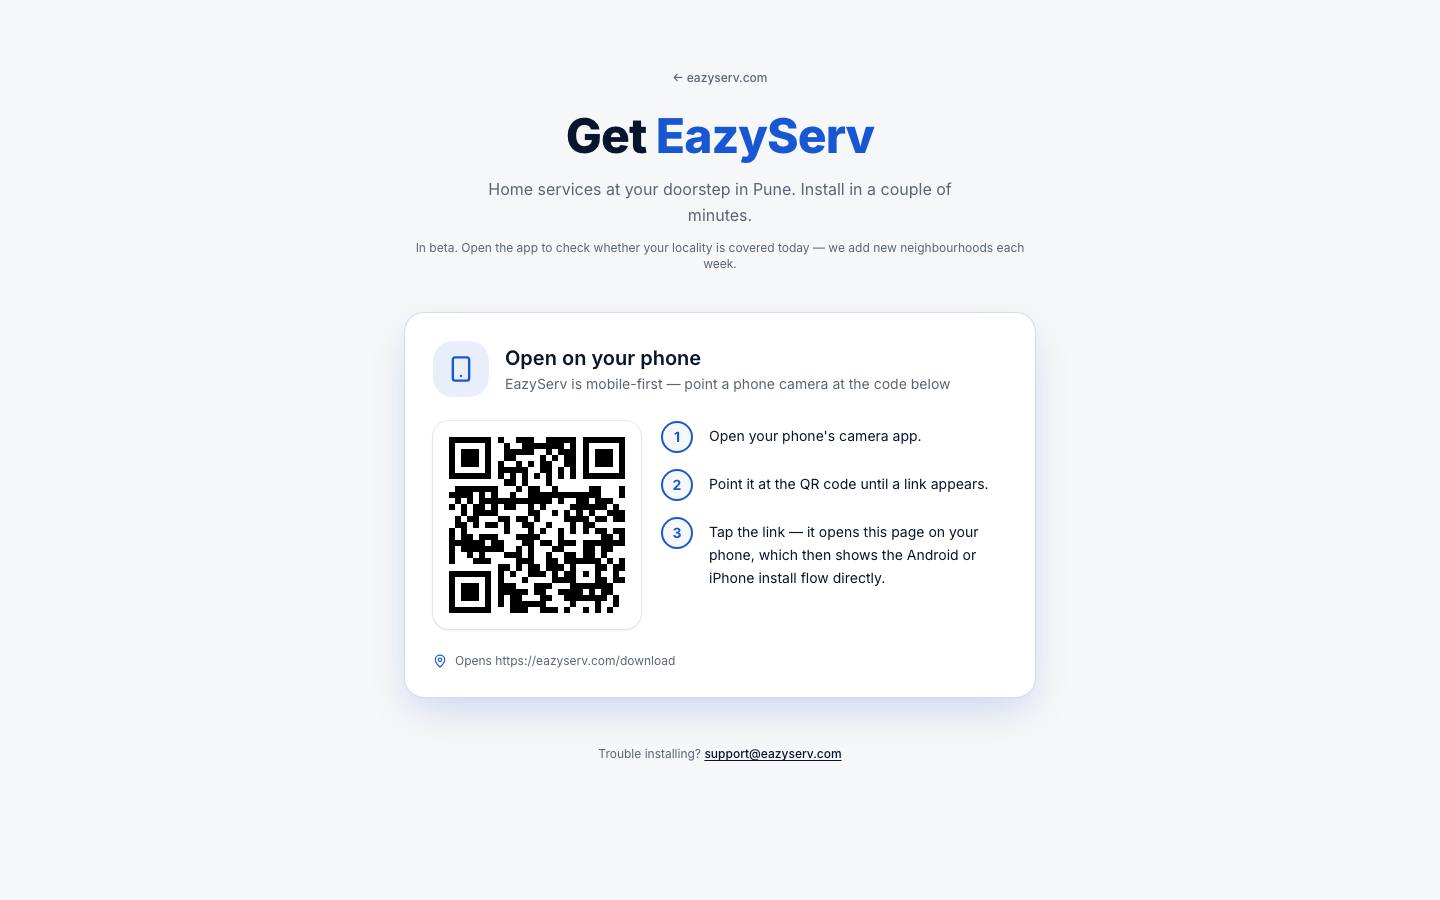 ← eazyserv.com
Get EazyServ
Home services at your doorstep in Pune. Install in a couple of
minutes.
In beta. Open the app to check whether your locality is covered today — we add new neighbourhoods each
week.
Open on your phone
EazyServ is mobile-first — point a phone camera at the code below
1 Open your phone's camera app.
2 Point it at the QR code until a link appears.
3 Tap the link — it opens this page on your
phone, which then shows the Android or
iPhone install flow directly.
Opens https://eazyserv.com/download
Trouble installing? support@eazyserv.com